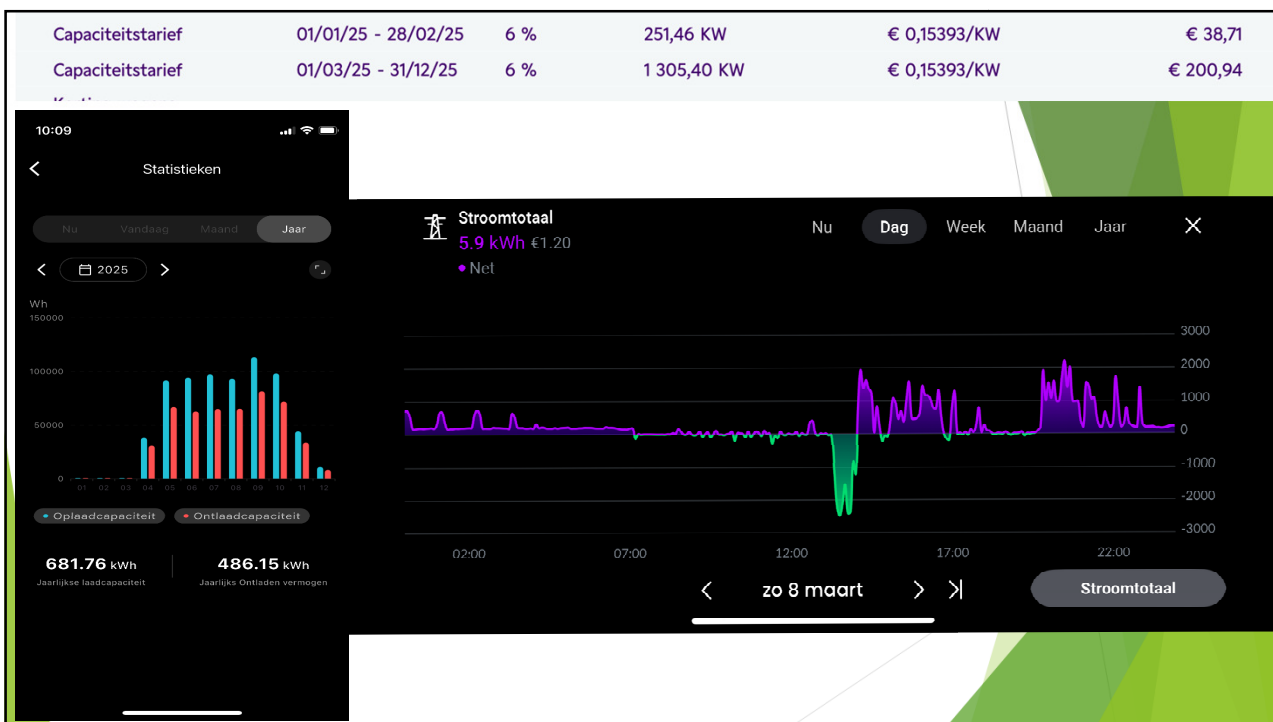 Capaciteitstarief 01/01/25 - 28/02/25 6 % 251,46 KW € 0,15393/KW € 38,71
Capaciteitstarief 01/03/25 - 31/12/25 6 % 1 305,40 KW € 0,15393/KW € 200,94
10:09
Statistieken
Nu Vandaag Maand Jaar
2025
Wh
150000
100000
50000
0
01 02 03 04 05 06 07 08 09 10 11 12
Oplaadcapaciteit Ontlaadcapaciteit
681.76 kWh 486.15 kWh
Jaarlijkse laadcapaciteit Jaarlijks Ontladen vermogen
Stroomtotaal
5.9 kWh €1.20
Net
Nu Dag Week Maand Jaar
3000
2000
1000
0
-1000
-2000
-3000
02:00 07:00 12:00 17:00 22:00
zo 8 maart
Stroomtotaal